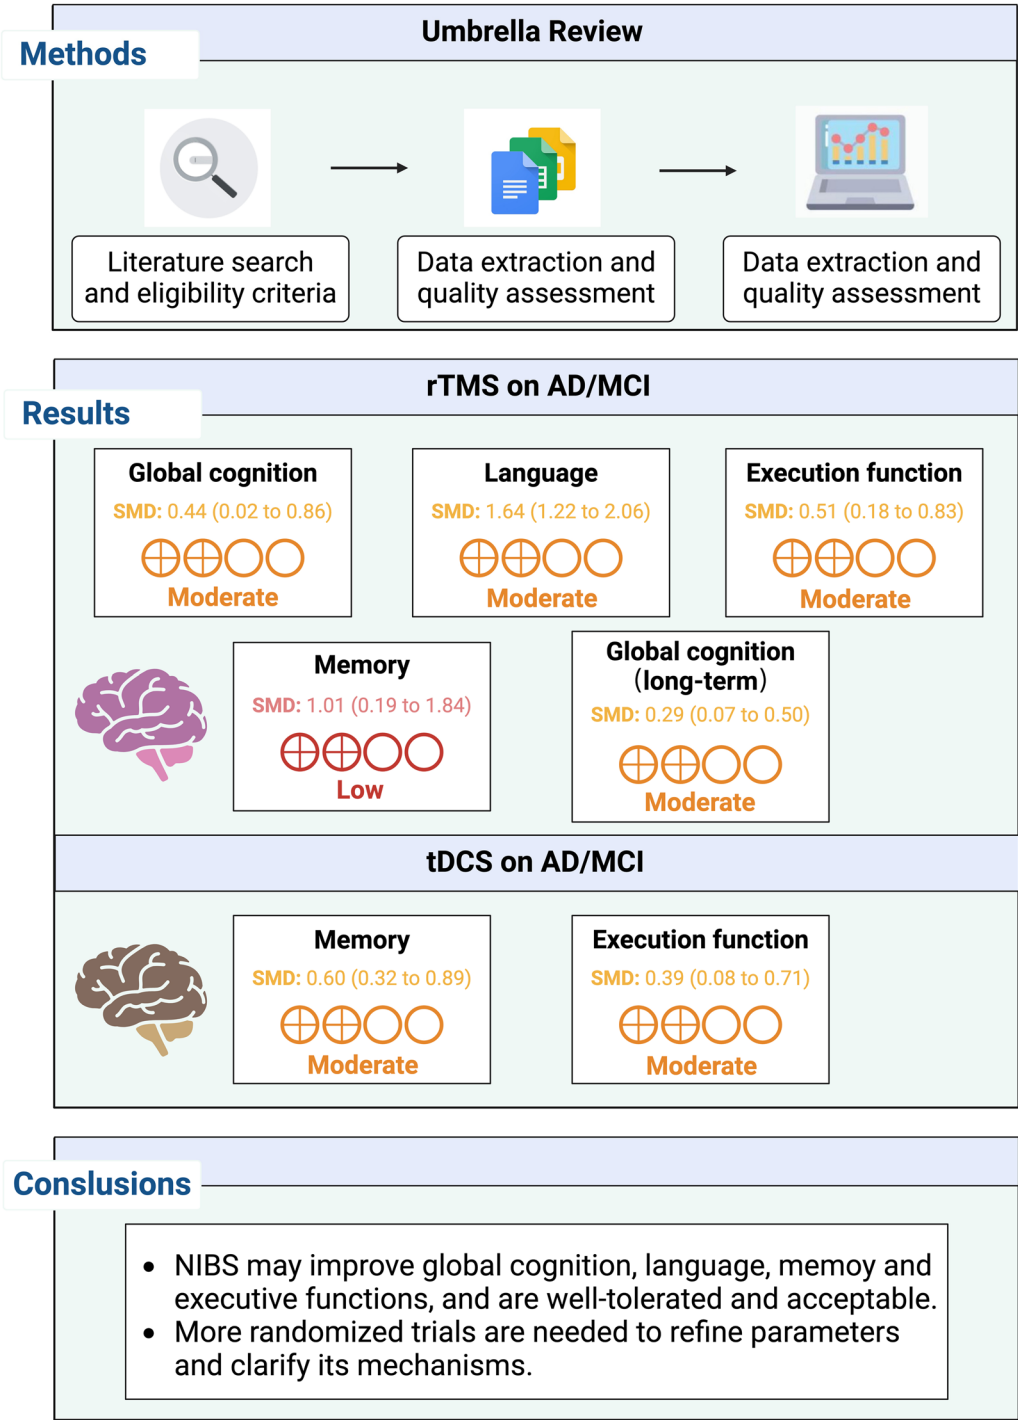 Umbrella Review
Methods
Literature search
and eligibility criteria
Data extraction and
quality assessment
Data extraction and
quality assessment
rTMS on AD/MCI
Results
Global cognition
SMD: 0.44 (0.02 to 0.86)
Moderate
Language
SMD: 1.64 (1.22 to 2.06)
Moderate
Execution function
SMD: 0.51 (0.18 to 0.83)
Moderate
Memory
SMD: 1.01 (0.19 to 1.84)
Low
Global cognition
(long-term)
SMD: 0.29 (0.07 to 0.50)
Moderate
tDCS on AD/MCI
Memory
SMD: 0.60 (0.32 to 0.89)
Moderate
Execution function
SMD: 0.39 (0.08 to 0.71)
Moderate
Conslusions
• NIBS may improve global cognition, language, memoy and
executive functions, and are well-tolerated and acceptable.
• More randomized trials are needed to refine parameters
and clarify its mechanisms.